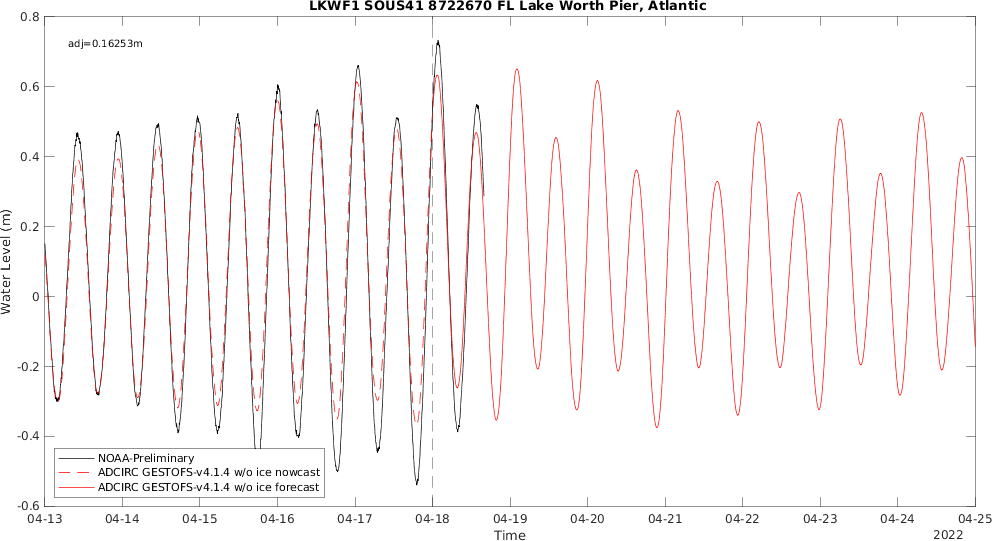 LKWF1 SOUS41 8722670 FL Lake Worth Pier, Atlantic
0.8
adj=0.16253m
0.6
0.4
0.2
0
-0.2
-0.4
-0.6
Water Level (m)
NOAA-Preliminary
ADCIRC GESTOFS-v4.1.4 w/o ice nowcast
ADCIRC GESTOFS-v4.1.4 w/o ice forecast
04-13 04-14 04-15 04-16 04-17 04-18 04-19 04-20 04-21 04-22 04-23 04-24 04-25
Time
2022